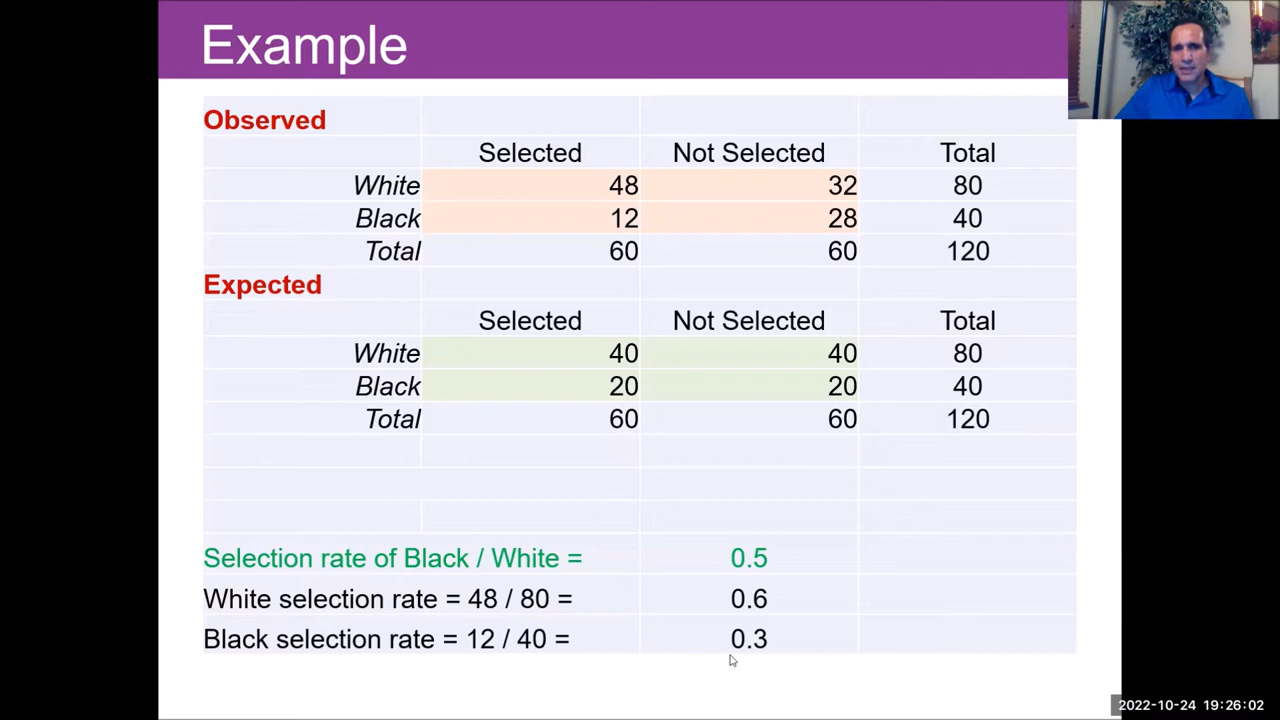 Example
Observed
Selected Not Selected Total
White 48 32 80
Black 12 28 40
Total 60 60 120
Expected
Selected Not Selected Total
White 40 40 80
Black 20 20 40
Total 60 60 120
Selection rate of Black / White = 0.5
White selection rate = 48 / 80 = 0.6
Black selection rate = 12 / 40 = 0.3
2022-10-24 19:26:02